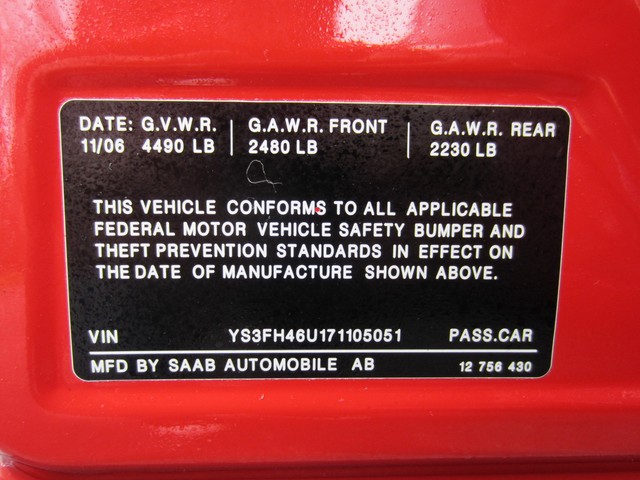 DATE: G.V.W.R. G.A.W.R. FRONT G.A.W.R. REAR
11/06 4490 LB 2480 LB 2230 LB
THIS VEHICLE CONFORMS TO ALL APPLICABLE
FEDERAL MOTOR VEHICLE SAFETY BUMPER AND
THEFT PREVENTION STANDARDS IN EFFECT ON
THE DATE OF MANUFACTURE SHOWN ABOVE.
VIN YS3FH46U171105051 PASS.CAR
MFD BY SAAB AUTOMOBILE AB 12 756 430